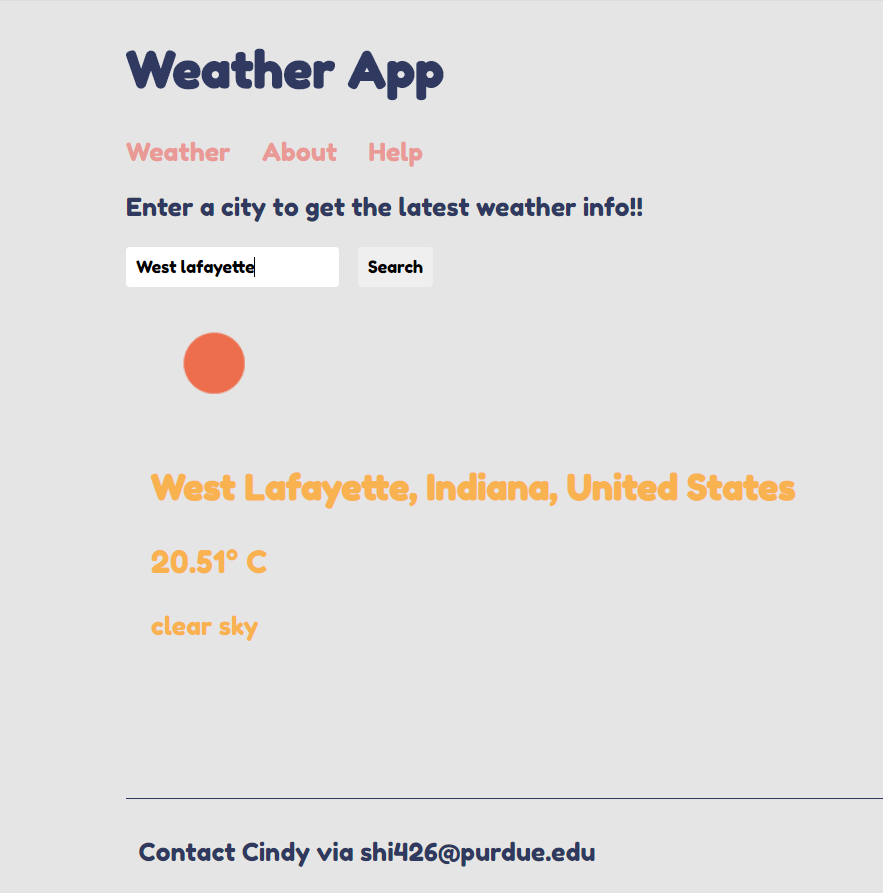 Weather App
Weather About Help
Enter a city to get the latest weather info!!
West lafayette Search
West Lafayette, Indiana, United States
20.51° C
clear sky
Contact Cindy via shi426@purdue.edu